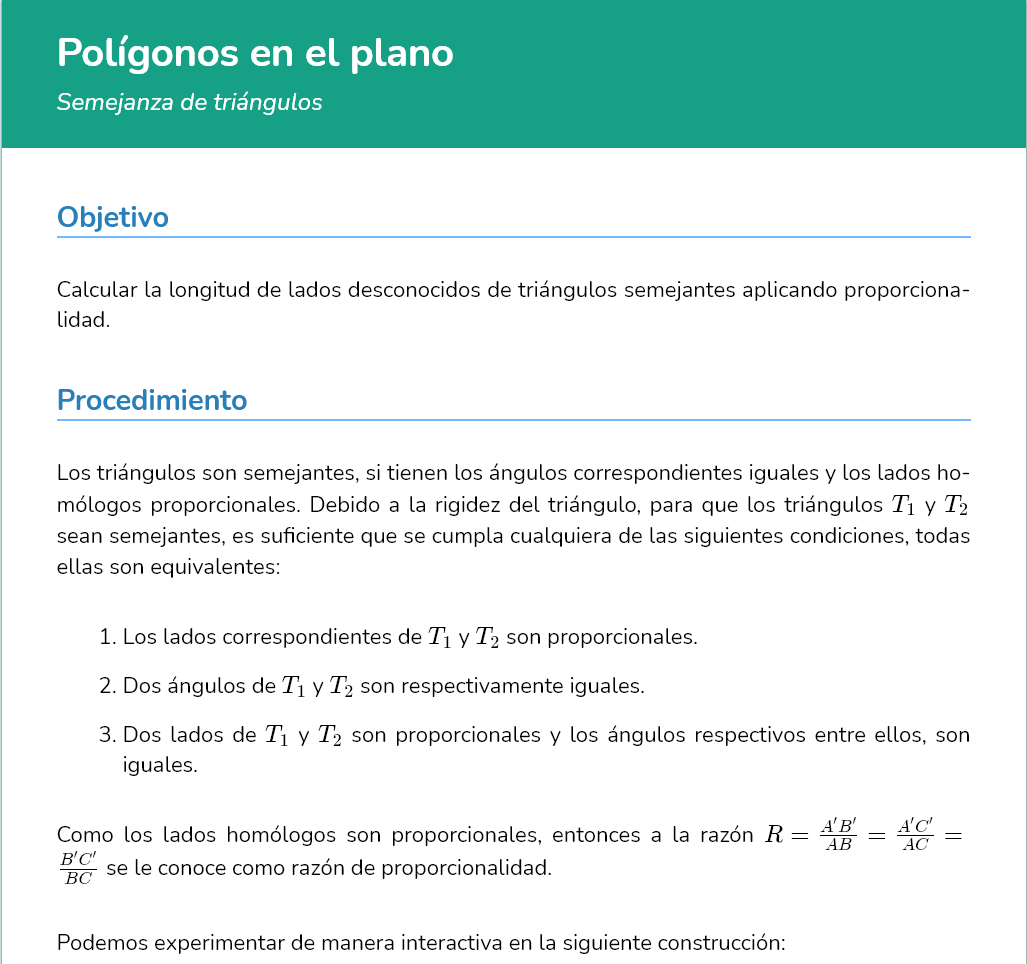 Polígonos en el plano
Semejanza de triángulos
Objetivo
Calcular la longitud de lados desconocidos de triángulos semejantes aplicando proporciona-
lidad.
Procedimiento
Los triángulos son semejantes, si tienen los ángulos correspondientes iguales y los lados ho-
mólogos proporcionales. Debido a la rigidez del triángulo, para que los triángulos $T_1$ y $T_2$
sean semejantes, es suficiente que se cumpla cualquiera de las siguientes condiciones, todas
ellas son equivalentes:
1. Los lados correspondientes de $T_1$ y $T_2$ son proporcionales.
2. Dos ángulos de $T_1$ y $T_2$ son respectivamente iguales.
3. Dos lados de $T_1$ y $T_2$ son proporcionales y los ángulos respectivos entre ellos, son
iguales.
Como los lados homólogos son proporcionales, entonces a la razón $R = \frac{A'B'}{AB} = \frac{A'C'}{AC} =$
$\frac{B'C'}{BC}$ se le conoce como razón de proporcionalidad.
Podemos experimentar de manera interactiva en la siguiente construcción: